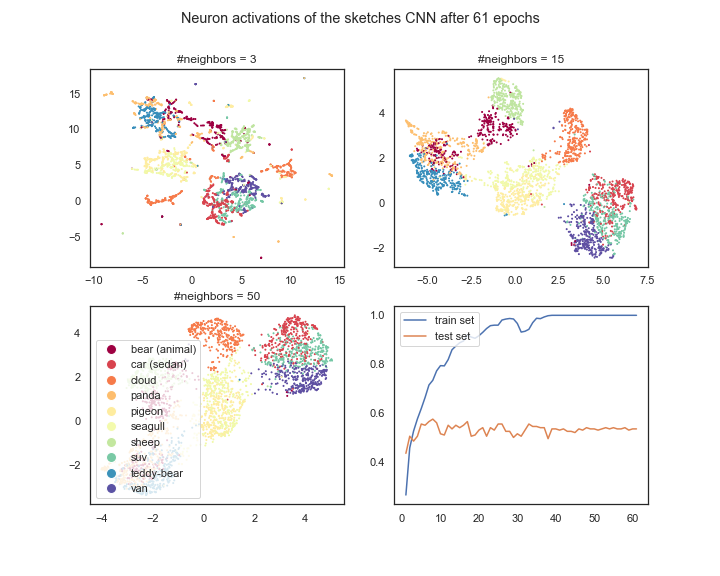 Neuron activations of the sketches CNN after 61 epochs
#neighbors = 3
15
10
5
0
−5
−10
−5
0
5
10
15
#neighbors = 15
4
2
0
−2
−5.0
−2.5
0.0
2.5
5.0
7.5
#neighbors = 50
4
2
0
−2
−4
−2
0
2
4
bear (animal)
car (sedan)
cloud
panda
pigeon
seagull
sheep
suv
teddy-bear
van
1.0
0.8
0.6
0.4
0
10
20
30
40
50
60
train set
test set